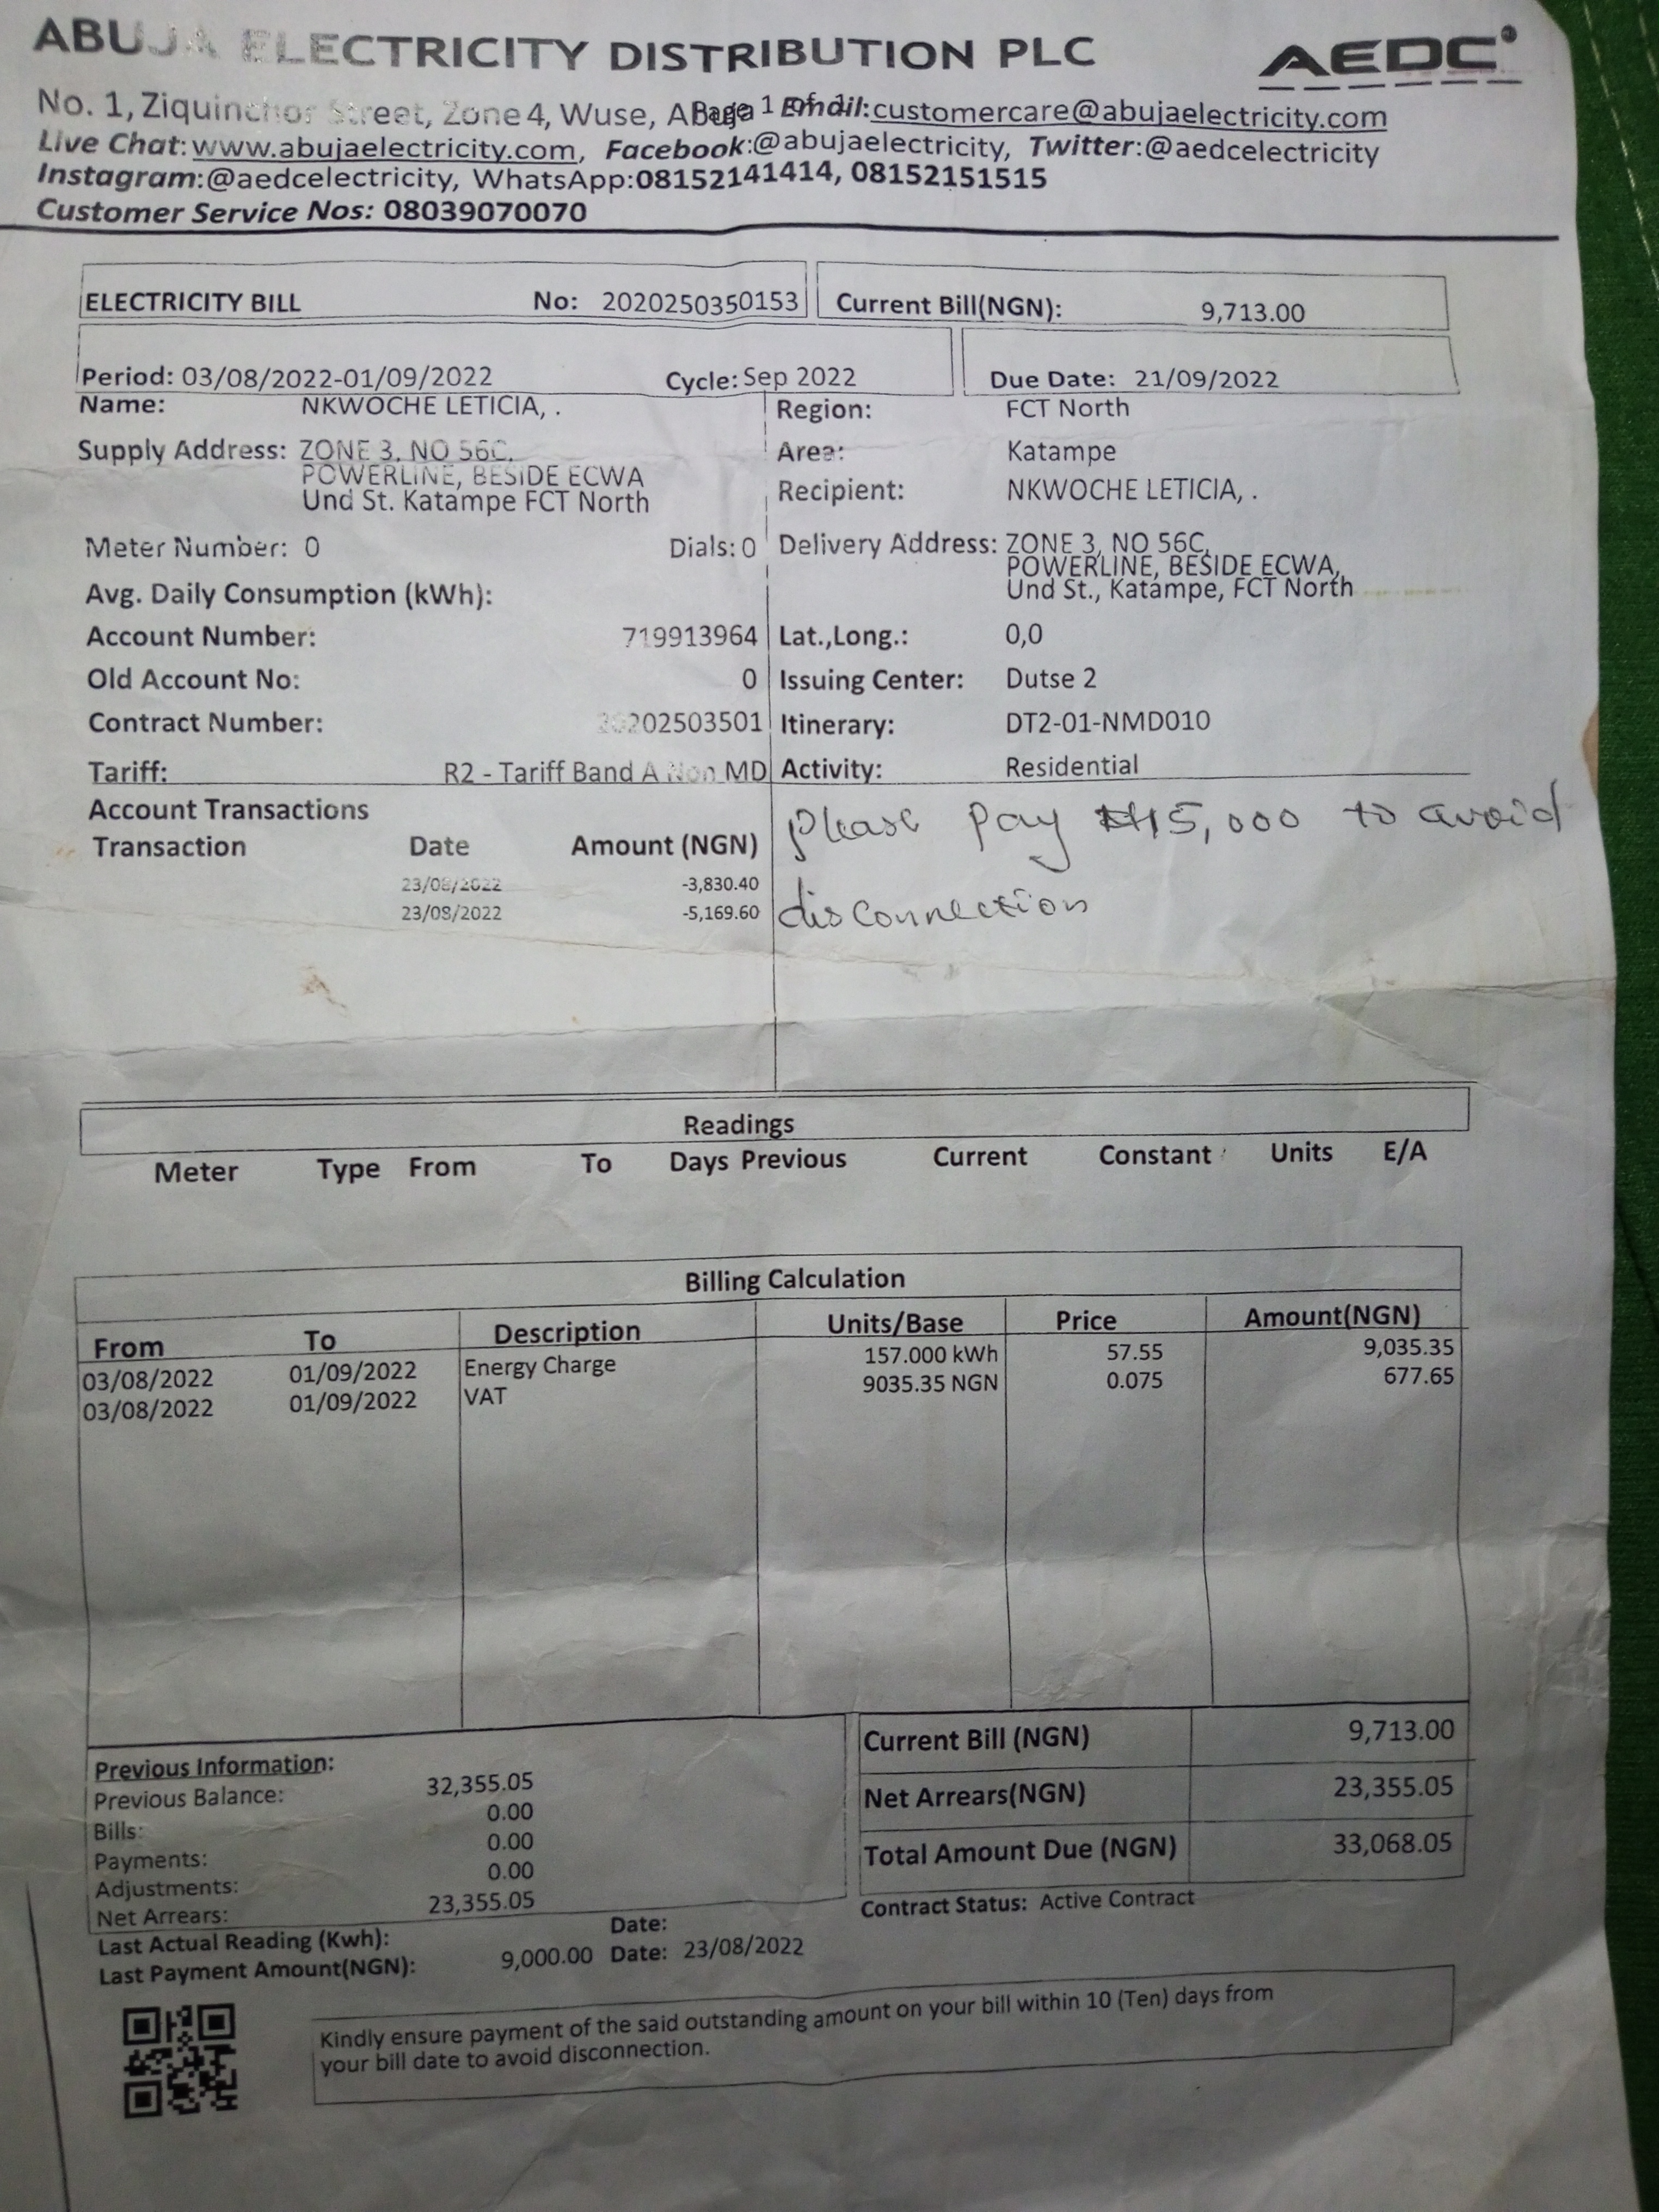 ABUJA ELECTRICITY DISTRIBUTION PLC
AEDC
No. 1, Ziquinchor Street, Zone 4, Wuse, Page 1 Email:customercare@abujaelectricity.com
Live Chat:www.abujaelectricity.com, Facebook:@abujaelectricity, Twitter:@aedcelectricity
Instagram:@aedcelectricity, WhatsApp:08152141414, 08152151515
Customer Service Nos: 08039070070
ELECTRICITY BILL No: 2020250350153 Current Bill(NGN): 9,713.00
Period: 03/08/2022-01/09/2022 Cycle: Sep 2022 Due Date: 21/09/2022
Name: NKWOCHE LETICIA, . Region: FCT North
Supply Address: ZONE 3, NO 56C, Area: Katampe
POWERLINE, BESIDE ECWA
Und St. Katampe FCT North Recipient: NKWOCHE LETICIA, .
Meter Number: 0 Dials: 0 Delivery Address: ZONE 3, NO 56C,
POWERLINE, BESIDE ECWA,
Und St., Katampe, FCT North
Avg. Daily Consumption (kWh):
Account Number: 719913964 Lat.,Long.: 0,0
Old Account No: 0 Issuing Center: Dutse 2
Contract Number: Itinerary: DT2-01-NMD010
Tariff: R2 - Tariff Band A Non MD Activity: Residential
Account Transactions
Please pay ₦15,000 to avoid
disconnection
Transaction Date Amount (NGN)
23/08/2022 -3,830.40
23/08/2022 -5,169.60
Readings
Meter Type From To Days Previous Current Constant Units E/A
Billing Calculation
From To Description Units/Base Price Amount(NGN)
03/08/2022 01/09/2022 Energy Charge 157.000 kWh 57.55 9,035.35
03/08/2022 01/09/2022 VAT 9035.35 NGN 0.075 677.65
Previous Information:
Previous Balance: 32,355.05
Bills: 0.00
Payments: 0.00
Adjustments: 0.00
Net Arrears: 23,355.05
Current Bill (NGN) 9,713.00
Net Arrears(NGN) 23,355.05
Total Amount Due (NGN) 33,068.05
Contract Status: Active Contract
Last Actual Reading (Kwh): Date:
Last Payment Amount(NGN): 9,000.00 Date: 23/08/2022
Kindly ensure payment of the said outstanding amount on your bill within 10 (Ten) days from
your bill date to avoid disconnection.